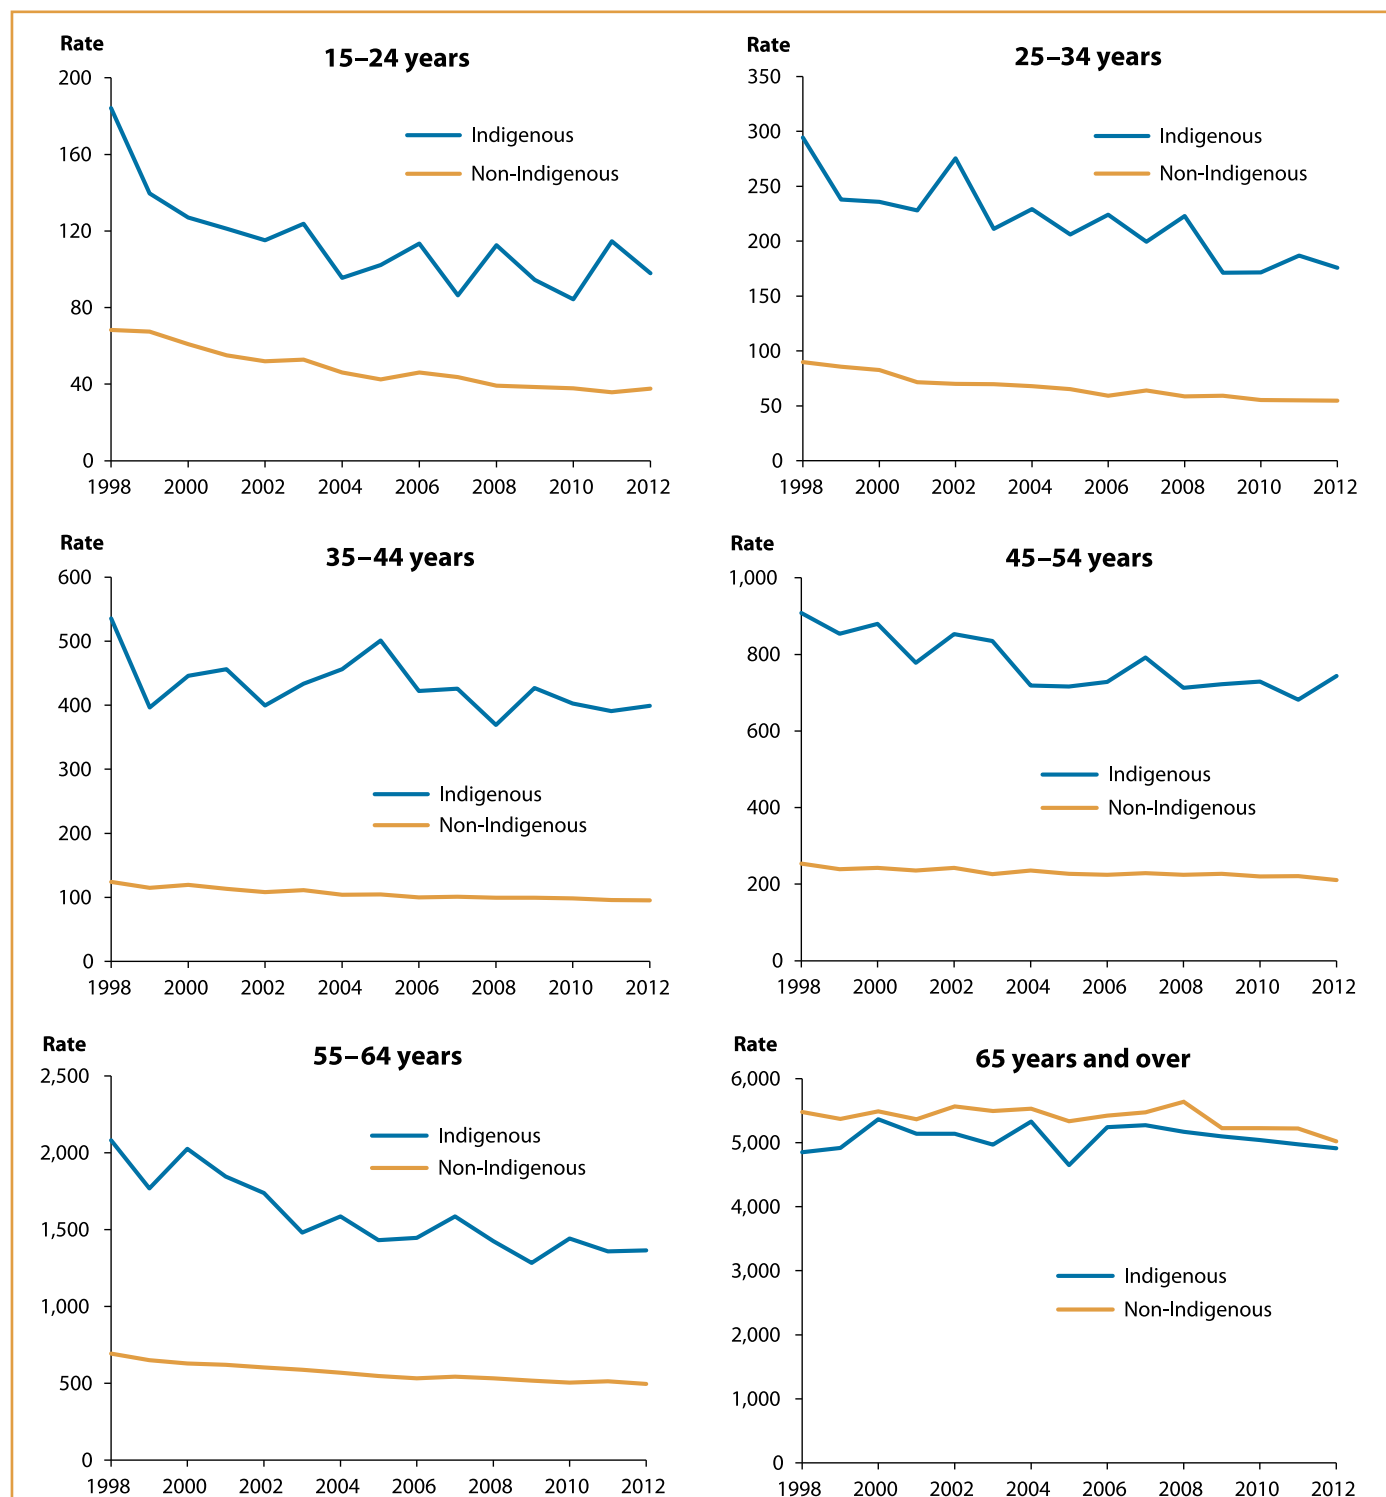 Rate
15–24 years
200
160
120
80
40
0
Indigenous
Non-Indigenous
1998 2000 2002 2004 2006 2008 2010 2012
Rate
25–34 years
350
300
250
200
150
100
50
0
Indigenous
Non-Indigenous
1998 2000 2002 2004 2006 2008 2010 2012
Rate
35–44 years
600
500
400
300
200
100
0
Indigenous
Non-Indigenous
1998 2000 2002 2004 2006 2008 2010 2012
Rate
45–54 years
1,000
800
600
400
200
0
Indigenous
Non-Indigenous
1998 2000 2002 2004 2006 2008 2010 2012
Rate
55–64 years
2,500
2,000
1,500
1,000
500
0
Indigenous
Non-Indigenous
1998 2000 2002 2004 2006 2008 2010 2012
Rate
65 years and over
6,000
5,000
4,000
3,000
2,000
1,000
0
Indigenous
Non-Indigenous
1998 2000 2002 2004 2006 2008 2010 2012